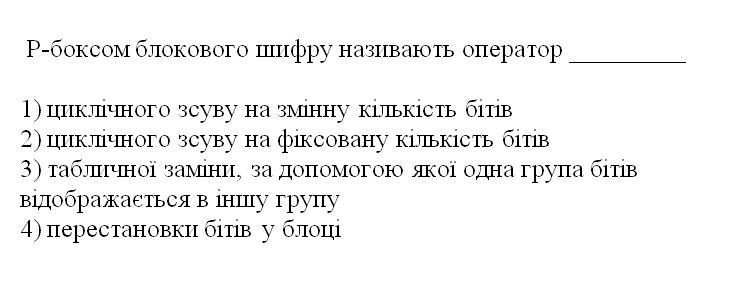 Р-боксом блокового шифру називають оператор _________
1) циклічного зсуву на змінну кількість бітів
2) циклічного зсуву на фіксовану кількість бітів
3) табличної заміни, за допомогою якої одна група бітів
відображається в іншу групу
4) перестановки бітів у блоці